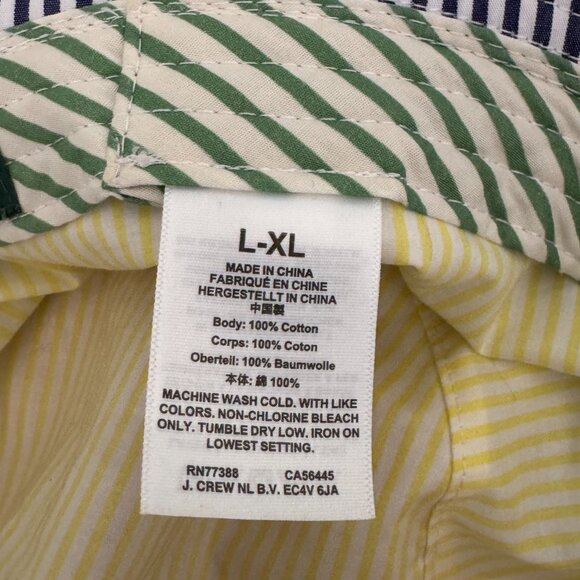 L-XL
MADE IN CHINA
FABRIQUÉ EN CHINE
HERGESTELLT IN CHINA
中国製
Body: 100% Cotton
Corps: 100% Coton
Oberteil: 100% Baumwolle
本体: 綿 100%
MACHINE WASH COLD. WITH LIKE
COLORS. NON-CHLORINE BLEACH
ONLY. TUMBLE DRY LOW. IRON ON
LOWEST SETTING.
RN77388 CA56445
J. CREW NL B.V. EC4V 6JA